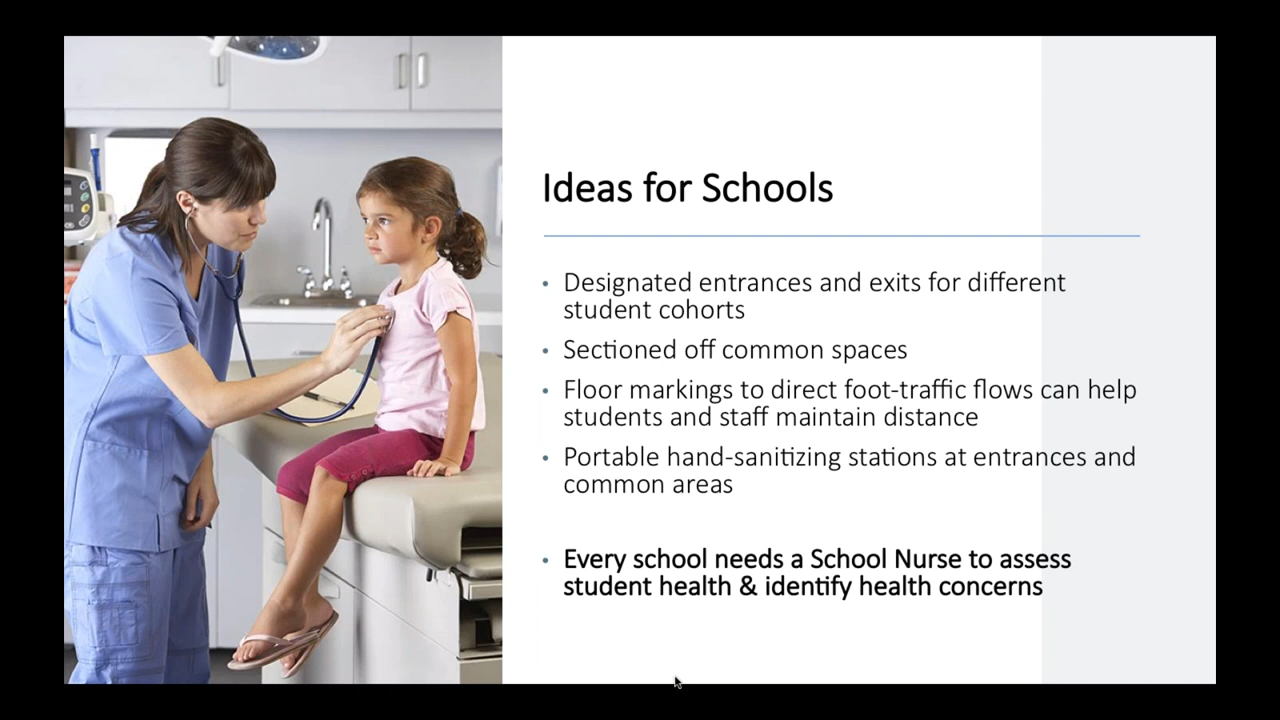 Ideas for Schools
• Designated entrances and exits for different
student cohorts
• Sectioned off common spaces
• Floor markings to direct foot-traffic flows can help
students and staff maintain distance
• Portable hand-sanitizing stations at entrances and
common areas
• Every school needs a School Nurse to assess
student health & identify health concerns